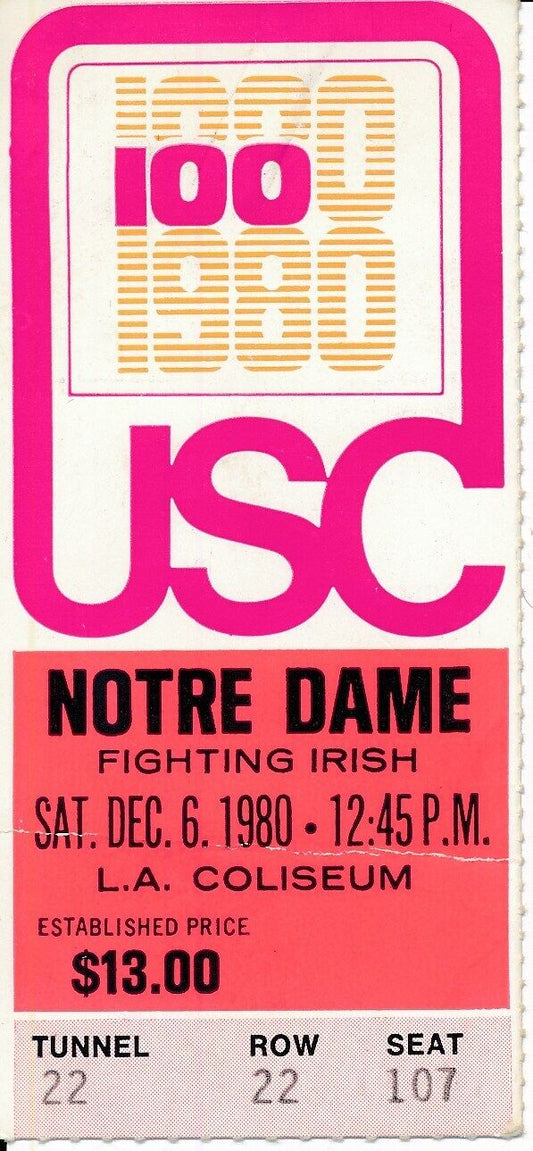 1880
100
1980
USC
NOTRE DAME
FIGHTING IRISH
SAT. DEC. 6. 1980 • 12:45 P.M.
L.A. COLISEUM
ESTABLISHED PRICE
$13.00
TUNNEL ROW SEAT
22 22 107